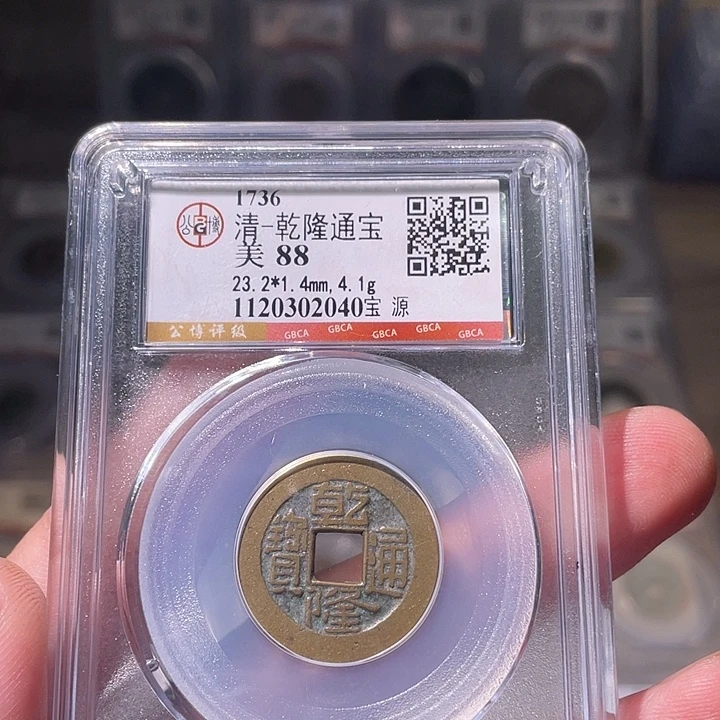 1736
清-乾隆通宝
美 88
23.2*1.4mm,4.1g
1120302040宝 源
公博评级 GBCA GBCA GBCA GBCA GBCA
公博
乾隆通寶